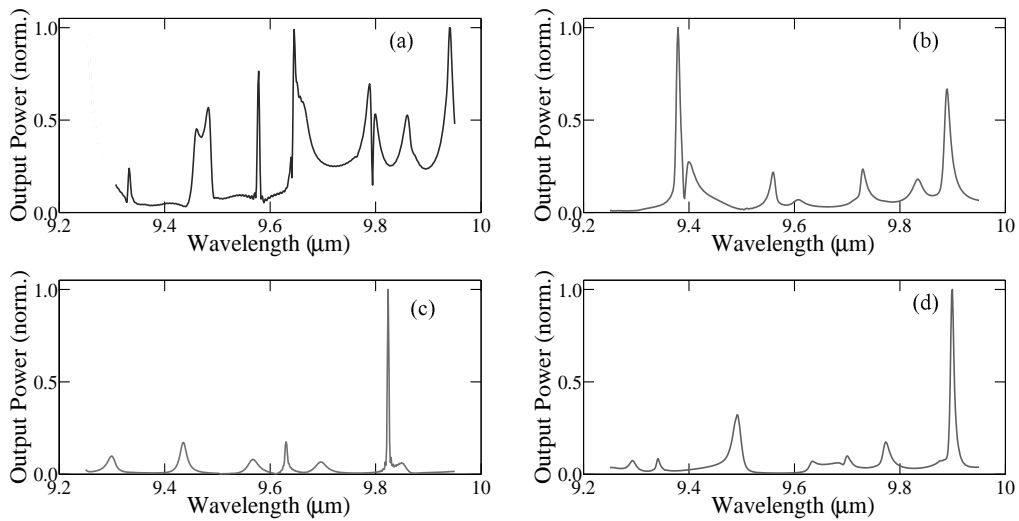 Output Power (norm.)
1.0
0.5
0.0
(a)
9.2 9.4 9.6 9.8 10
Wavelength (μm)
Output Power (norm.)
1.0
0.5
0.0
(b)
9.2 9.4 9.6 9.8 10
Wavelength (μm)
Output Power (norm.)
1.0
0.5
0.0
(c)
9.2 9.4 9.6 9.8 10
Wavelength (μm)
Output Power (norm.)
1.0
0.5
0.0
(d)
9.2 9.4 9.6 9.8 10
Wavelength (μm)